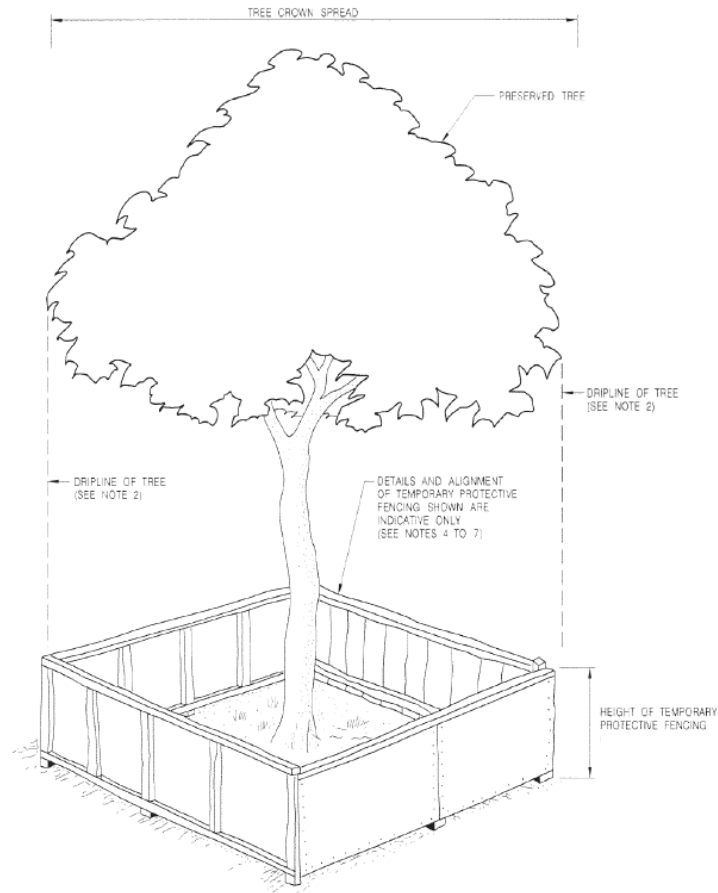 TREE CROWN SPREAD
PRESERVED TREE
DRIPLINE OF TREE
(SEE NOTE 2)
DRIPLINE OF TREE
(SEE NOTE 2)
DETAILS AND ALIGNMENT
OF TEMPORARY PROTECTIVE
FENCING SHOWN ARE
INDICATIVE ONLY
(SEE NOTES 4 TO 7)
HEIGHT OF TEMPORARY
PROTECTIVE FENCING